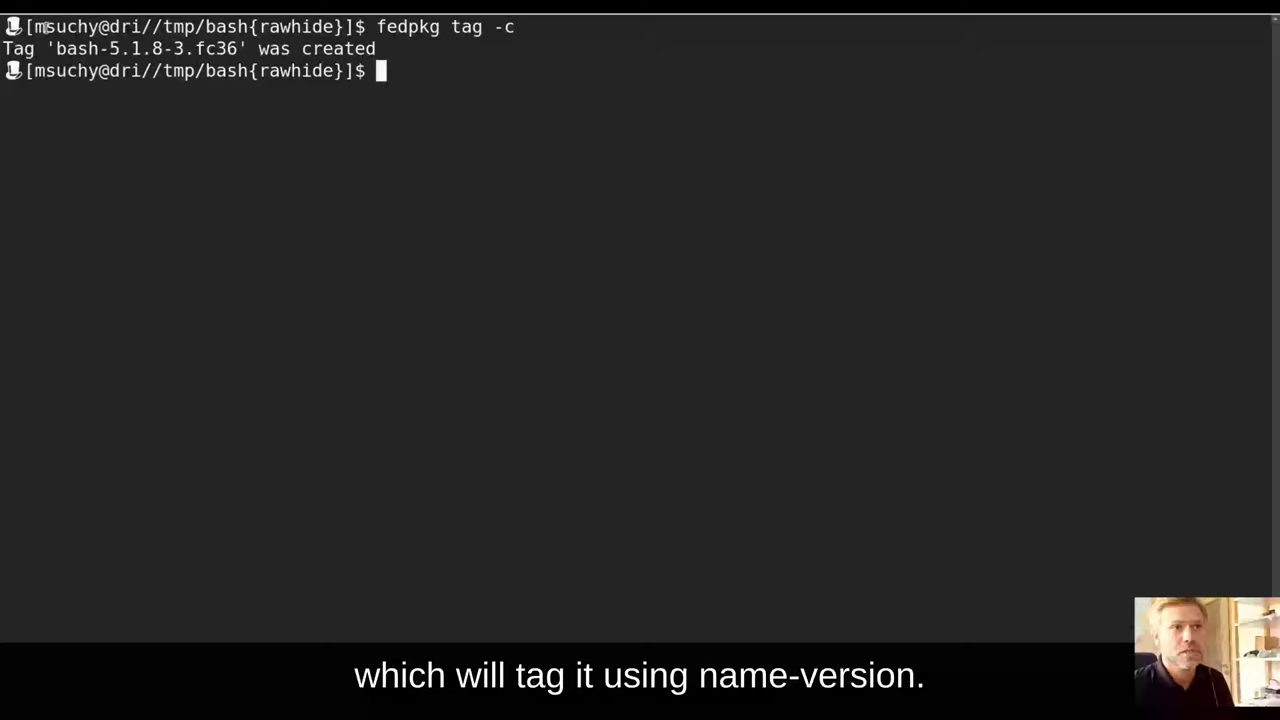 [msuchy@dri//tmp/bash{rawhide}]$ fedpkg tag -c
Tag 'bash-5.1.8-3.fc36' was created
[msuchy@dri//tmp/bash{rawhide}]$
which will tag it using name-version.